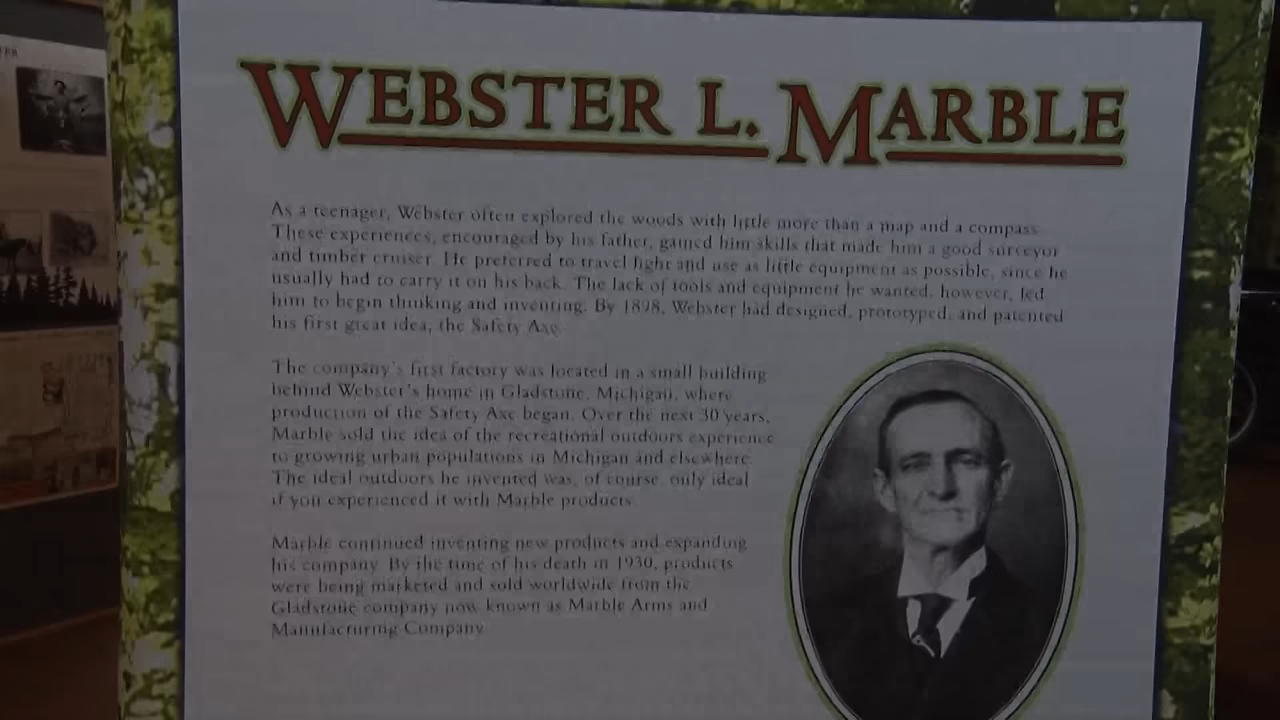 WEBSTER L. MARBLE
As a teenager, Webster often explored the woods with little more than a map and a compass.
These experiences, encouraged by his father, gained him skills that made him a good surveyor
and timber cruiser. He preferred to travel light and use as little equipment as possible, since he
usually had to carry it on his back. The lack of tools and equipment he wanted, however, led
him to begin thinking and inventing. By 1898, Webster had designed, prototyped, and patented
his first great idea, the Safety Axe.
The company's first factory was located in a small building
behind Webster's home in Gladstone, Michigan, where
production of the Safety Axe began. Over the next 30 years,
Marble sold the idea of the recreational outdoors experience
to growing urban populations in Michigan and elsewhere.
The ideal outdoors he invented was, of course, only ideal
if you experienced it with Marble products.
Marble continued inventing new products and expanding
his company. By the time of his death in 1930, products
were being marketed and sold worldwide from the
Gladstone company now known as Marble Arms and
Manufacturing Company.